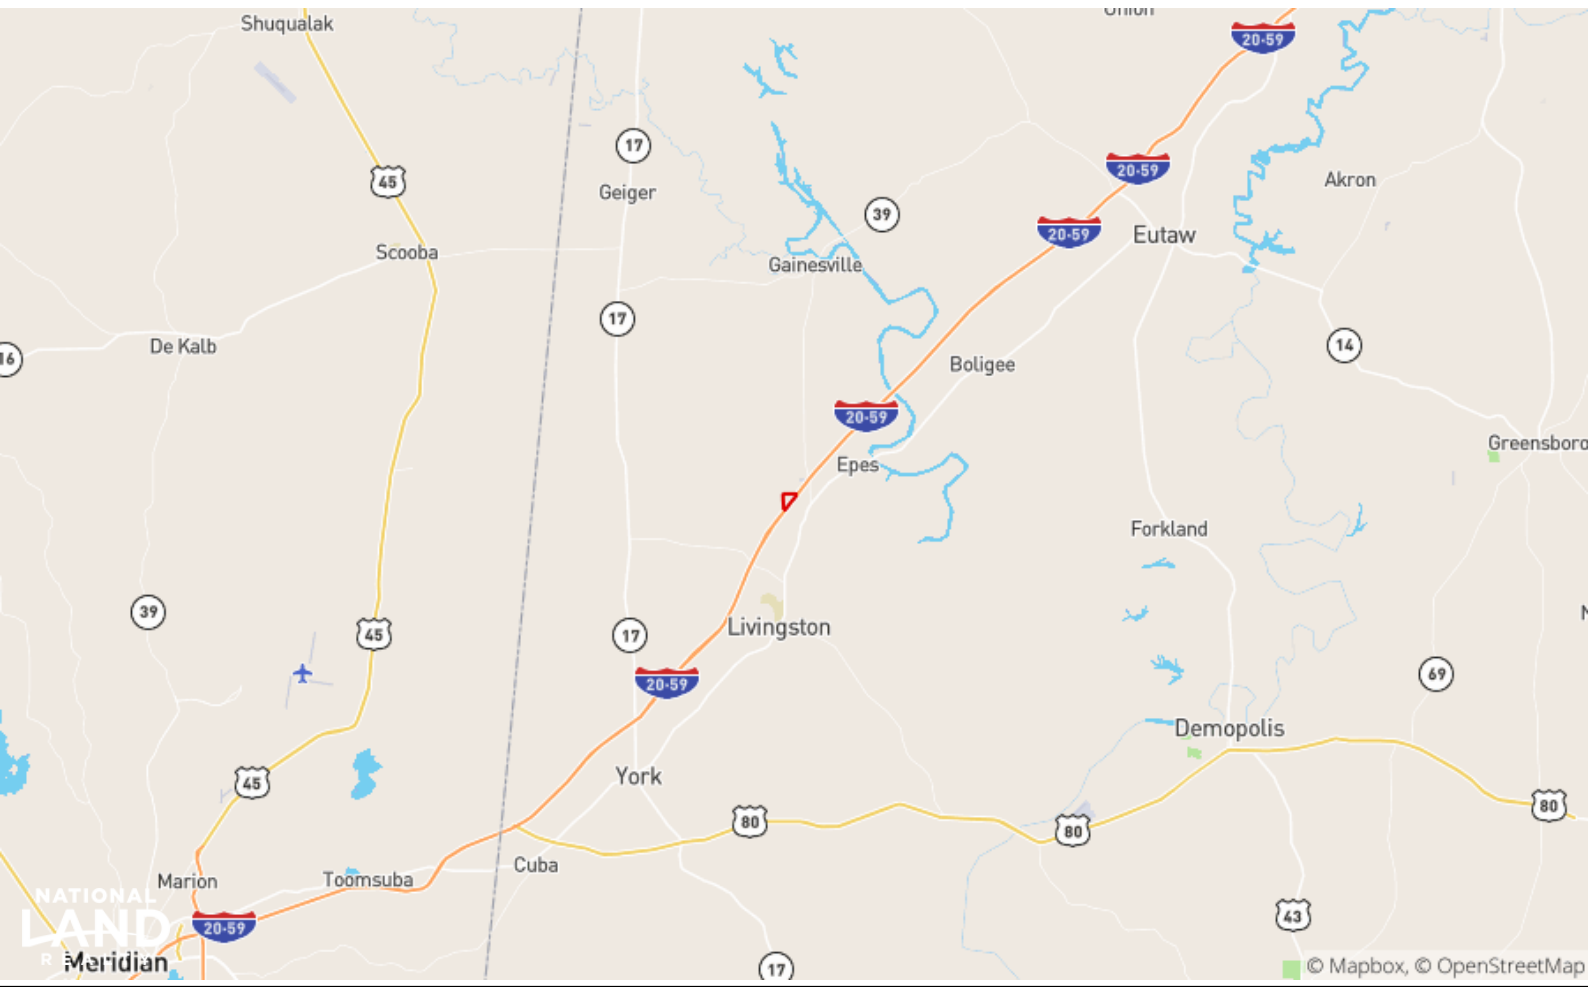 Union
Shuqualak
20-59
17
45
20-59
Akron
Geiger
39
20-59
Eutaw
Scooba
Gainesville
17
De Kalb
16
14
Boligee
20-59
Greensboro
Epes
Forkland
39
45
17
Livingston
20-59
69
Demopolis
York
45
80
80
80
Cuba
Marion
Toomsuba
NATIONAL
LAND
REALTY
20-59
43
Meridian
17
© Mapbox, © OpenStreetMap